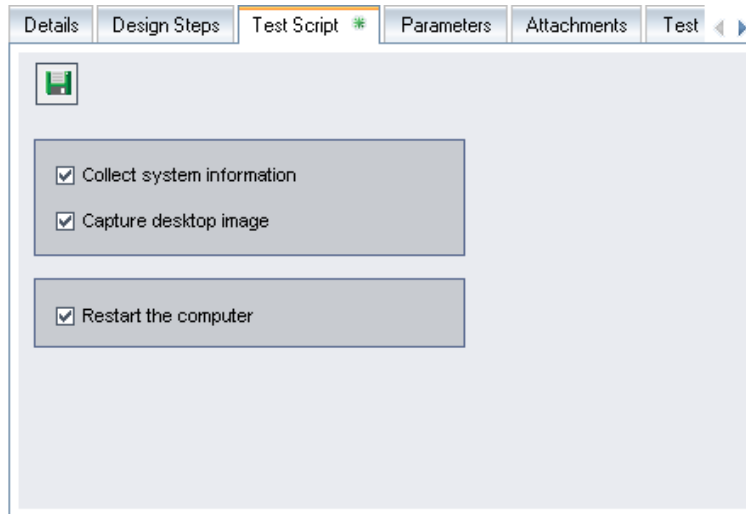 Details Design Steps Test Script * Parameters Attachments Test
Collect system information
Capture desktop image
Restart the computer